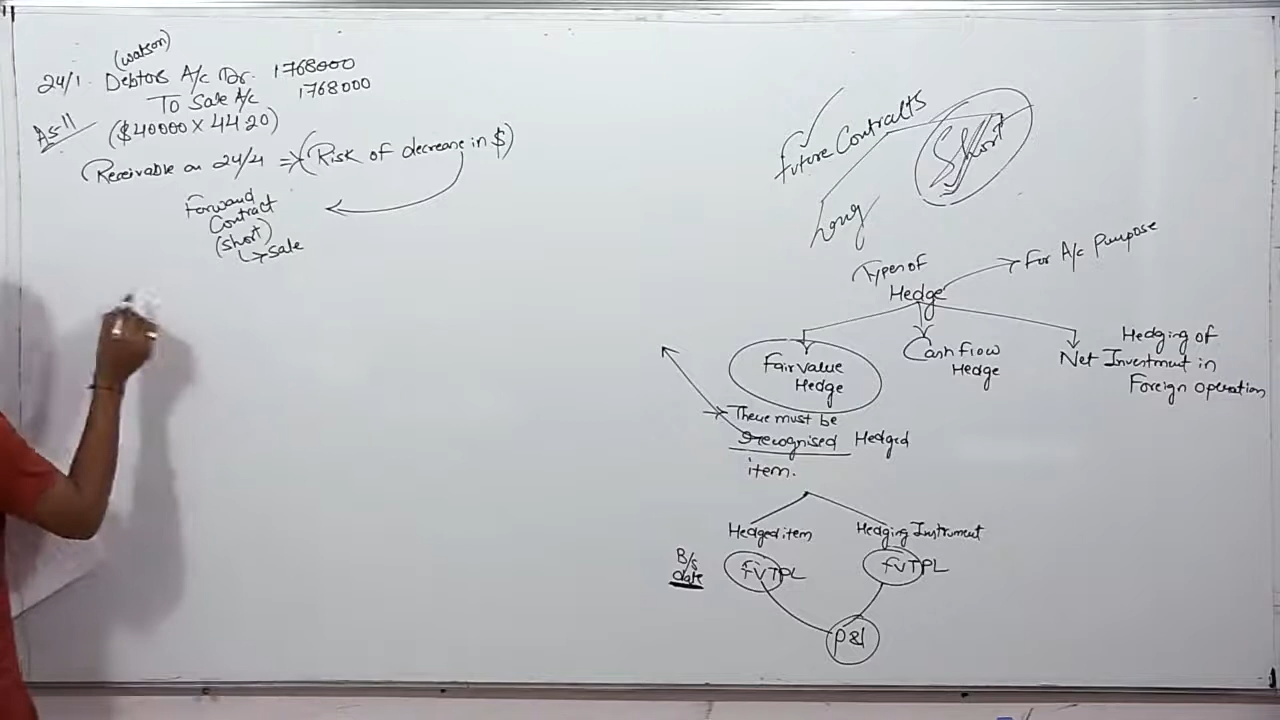 (watson)
24/1. Debtors A/c Dr. 1768000
To Sale A/c 1768000
AS-11
($40000 X 44.20)
Receivable on 24/4 => (Risk of decrease in $)
Forward
Contract
(short)
↳ sale
Future Contracts
Short
Long
Types of
Hedge
For A/c Purpose
Fair value
Hedge
Cash flow
Hedge
Hedging of
Net Investment in
Foreign operation
→ There must be
recognised Hedged
item.
Hedged item
Hedging Instrument
B/s
date
FVTPL
FVTPL
P&l